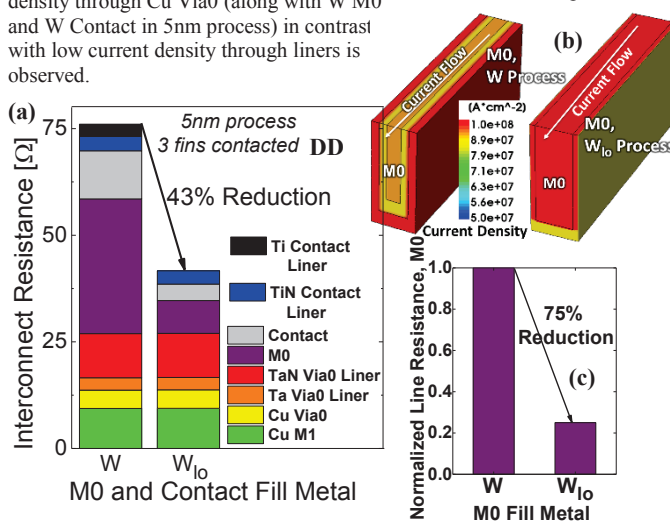 density through Cu Via0 (along with W M0
and W Contact in 5nm process) in contrast
with low current density through liners is
observed.
(a)
Interconnect Resistance [Ω]
75
50
25
0
5nm process
3 fins contacted DD
43% Reduction
Ti Contact
Liner
TiN Contact
Liner
Contact
M0
TaN Via0 Liner
Ta Via0 Liner
Cu Via0
Cu M1
W
W_lo
M0 and Contact Fill Metal
(b)
M0,
W Process
Current Flow
M0
(A*cm^-2)
1.0e+08
8.9e+07
7.9e+07
7.1e+07
6.3e+07
5.6e+07
5.0e+07
Current Density
Current Flow
M0,
W_lo Process
M0
Normalized Line Resistance, M0
1.0
0.8
0.6
0.4
0.2
0.0
75%
Reduction
(c)
W
W_lo
M0 Fill Metal